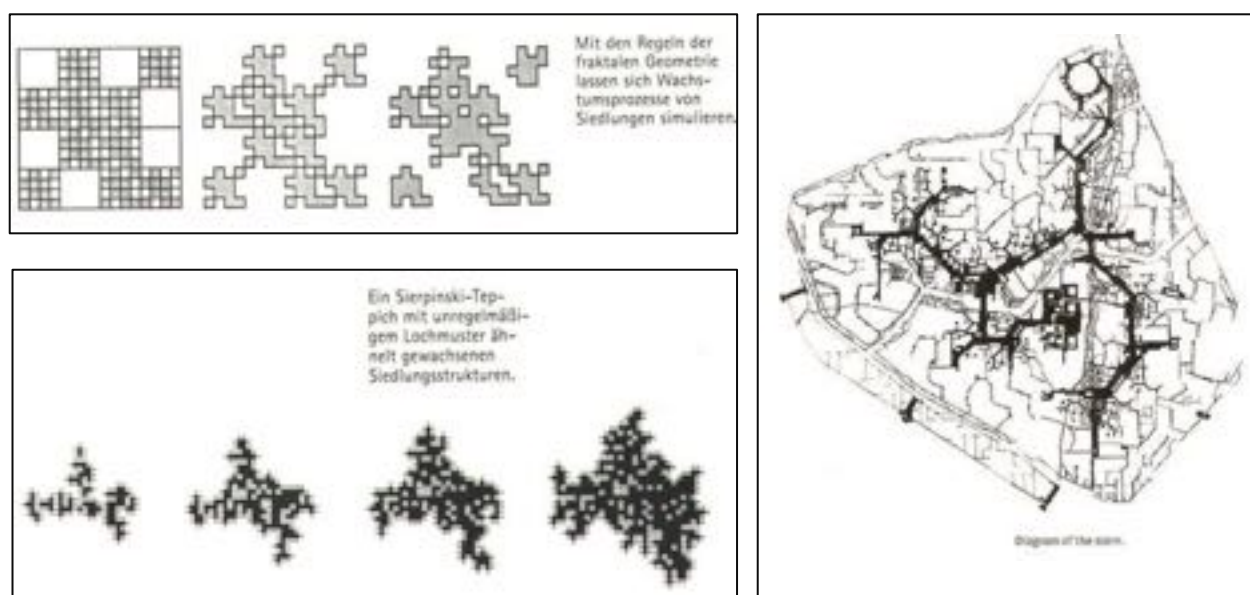 Mit den Regeln der
fraktalen Geometrie
lassen sich Wachs-
tumsprozesse von
Siedlungen simulieren.
Ein Sierpinski-Tep-
pich mit unregelmäßi-
gem Lochmuster äh-
nelt gewachsenen
Siedlungsstrukturen.
Diagram of the stem.